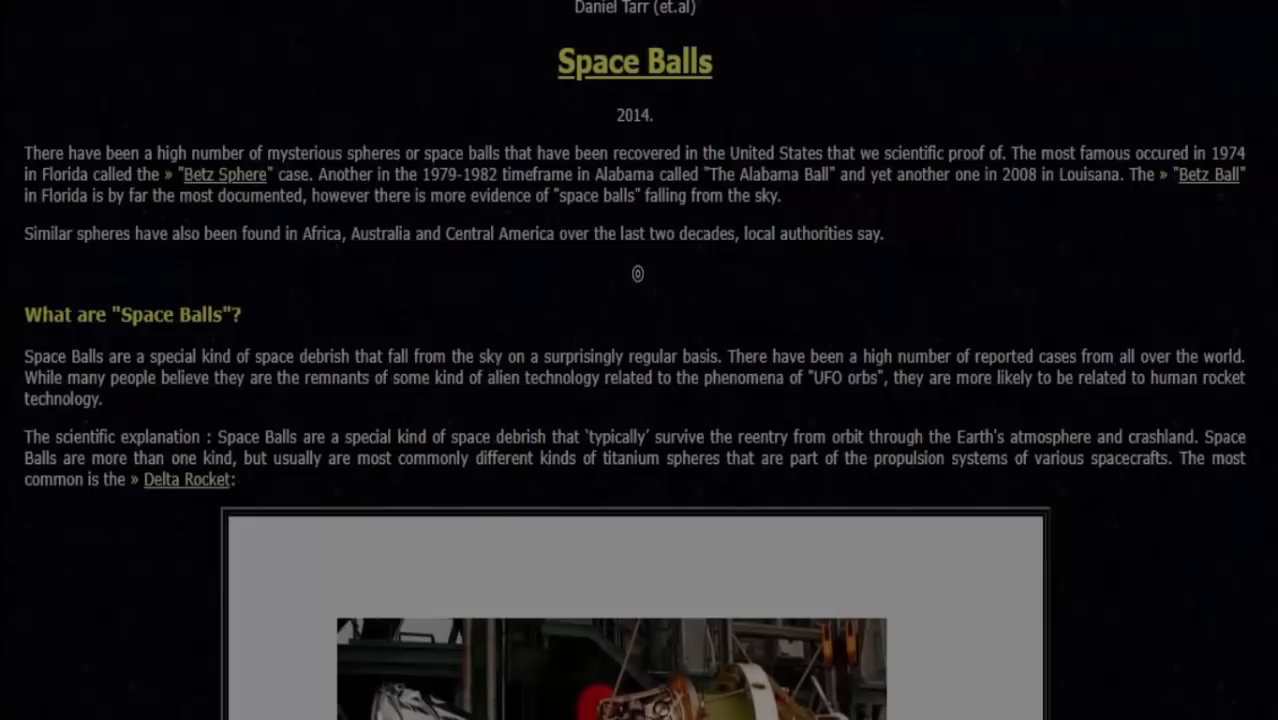 Daniel Tarr (et.al)
Space Balls
2014.
There have been a high number of mysterious spheres or space balls that have been recovered in the United States that we scientific proof of. The most famous occured in 1974
in Florida called the » "Betz Sphere" case. Another in the 1979-1982 timeframe in Alabama called "The Alabama Ball" and yet another one in 2008 in Louisana. The » "Betz Ball"
in Florida is by far the most documented, however there is more evidence of "space balls" falling from the sky.
Similar spheres have also been found in Africa, Australia and Central America over the last two decades, local authorities say.
What are "Space Balls"?
Space Balls are a special kind of space debrish that fall from the sky on a surprisingly regular basis. There have been a high number of reported cases from all over the world.
While many people believe they are the remnants of some kind of alien technology related to the phenomena of "UFO orbs", they are more likely to be related to human rocket
technology.
The scientific explanation : Space Balls are a special kind of space debrish that 'typically' survive the reentry from orbit through the Earth's atmosphere and crashland. Space
Balls are more than one kind, but usually are most commonly different kinds of titanium spheres that are part of the propulsion systems of various spacecrafts. The most
common is the » Delta Rocket: